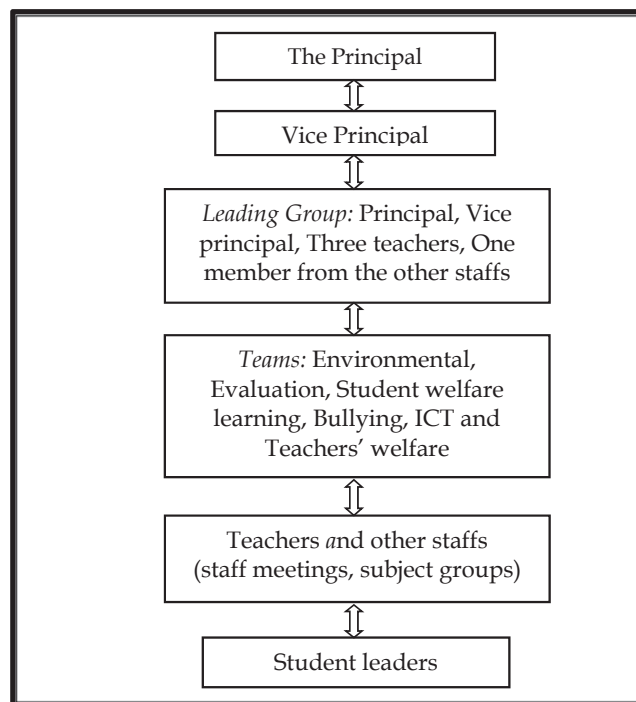 The Principal
Vice Principal
Leading Group: Principal, Vice
principal, Three teachers, One
member from the other staffs
Teams: Environmental,
Evaluation, Student welfare
learning, Bullying, ICT and
Teachers’ welfare
Teachers and other staffs
(staff meetings, subject groups)
Student leaders